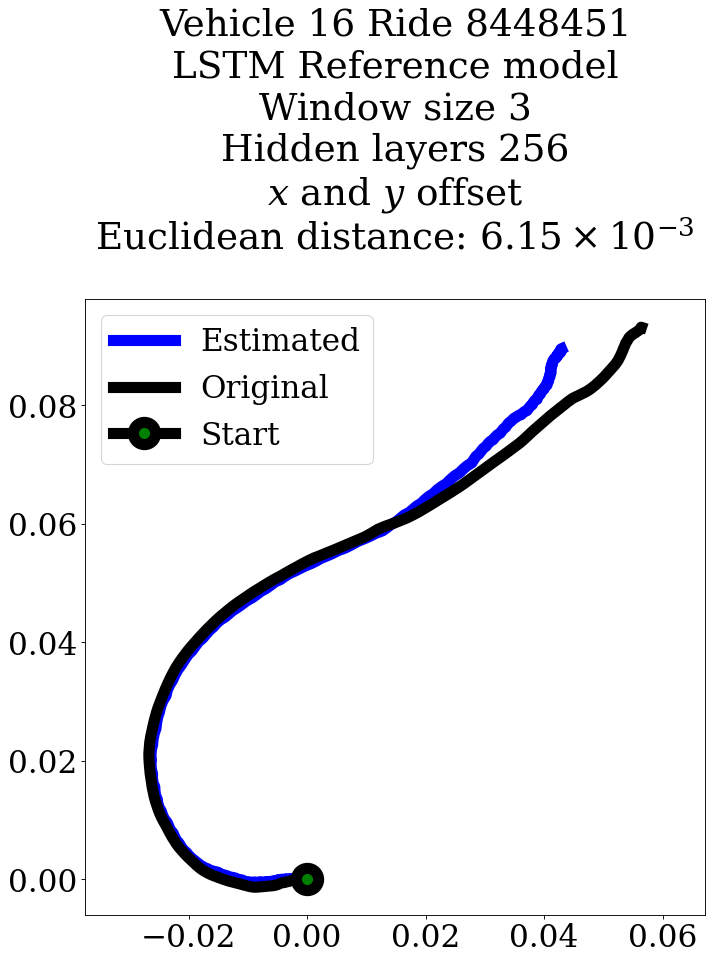 Vehicle 16 Ride 8448451
LSTM Reference model
Window size 3
Hidden layers 256
x and y offset
Euclidean distance: 6.15 × 10⁻³
Estimated
Original
Start
0.08
0.06
0.04
0.02
0.00
−0.02 0.00 0.02 0.04 0.06